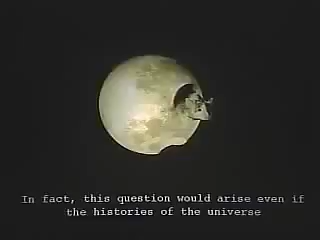 In fact, this question would arise even if
the histories of the universe